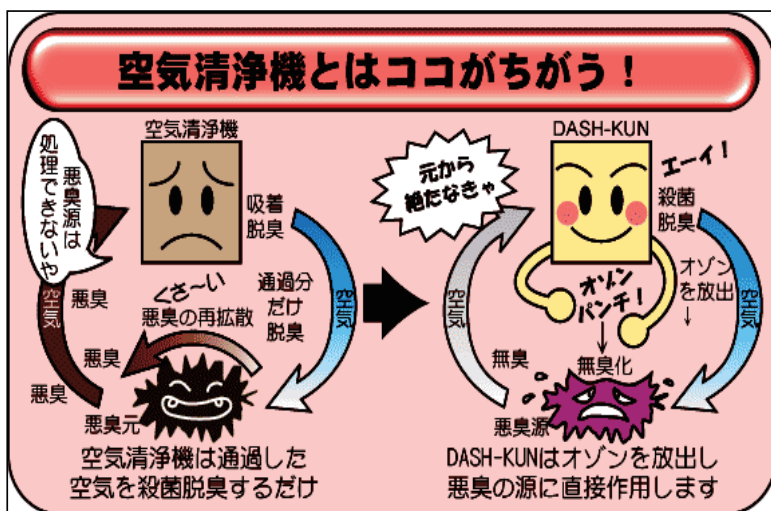 空気清浄機とはココがちがう！
空気清浄機
悪臭源は
処理できないや
吸着
脱臭
空気
悪臭
くさ～い
悪臭の再拡散
通過分
だけ
脱臭
空気
悪臭
悪臭
悪臭元
空気清浄機は通過した
空気を殺菌脱臭するだけ
DASH-KUN
元から
絶たなきゃ
エーイ！
殺菌
脱臭
オゾン
パンチ！
オゾン
を放出
↓
空気
空気
無臭
↓
無臭化
悪臭源
DASH-KUNはオゾンを放出し
悪臭の源に直接作用します